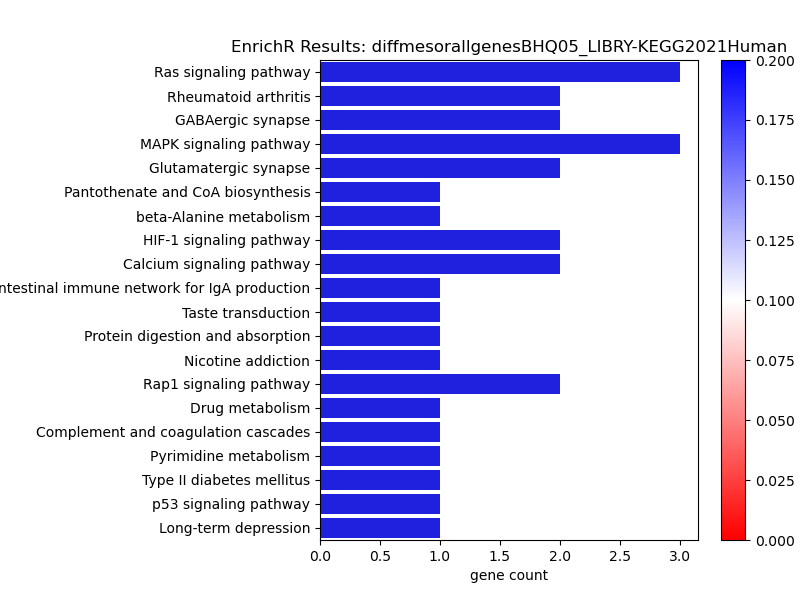 EnrichR Results: diffmesorallgenesBHQ05_LIBRY-KEGG2021Human
Ras signaling pathway
Rheumatoid arthritis
GABAergic synapse
MAPK signaling pathway
Glutamatergic synapse
Pantothenate and CoA biosynthesis
beta-Alanine metabolism
HIF-1 signaling pathway
Calcium signaling pathway
ntestinal immune network for IgA production
Taste transduction
Protein digestion and absorption
Nicotine addiction
Rap1 signaling pathway
Drug metabolism
Complement and coagulation cascades
Pyrimidine metabolism
Type II diabetes mellitus
p53 signaling pathway
Long-term depression
0.0 0.5 1.0 1.5 2.0 2.5 3.0
gene count
0.200
0.175
0.150
0.125
0.100
0.075
0.050
0.025
0.000